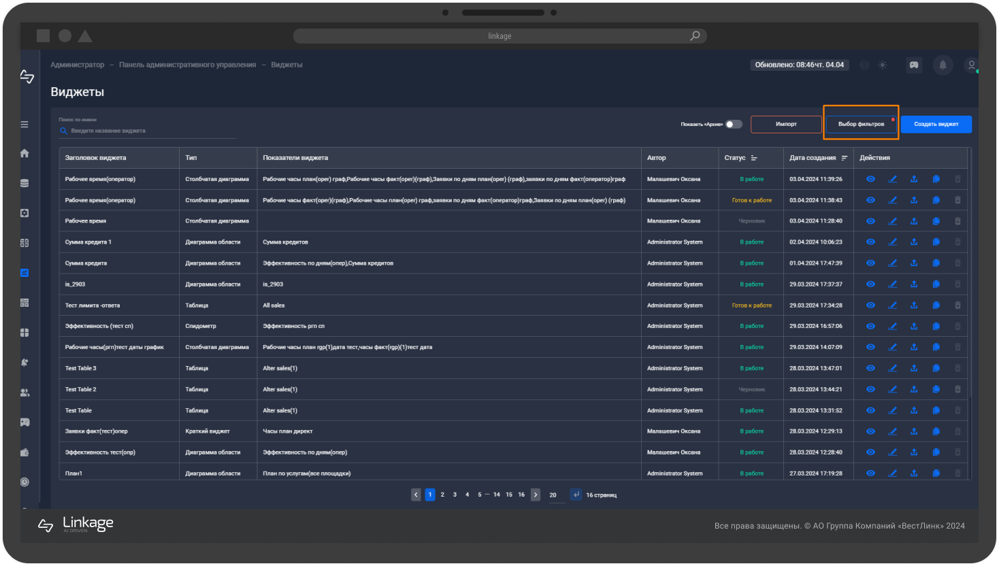 linkage
Администратор – Панель административного управления – Виджеты
Обновлено: 08:46чт. 04.04
Виджеты
Поиск по имени
Введите название виджета
Показать «Архив»
Импорт
Выбор фильтров
Создать виджет
Заголовок виджета Тип Показатели виджета Автор Статус Дата создания Действия
Рабочее время(оператор) Столбчатая диаграмма Рабочие часы план(opep) граф,Рабочие часы факт(opep)(граф),Заявки по дням план(opep) (граф),заявки по дням факт(оператор)граф Малашевич Оксана В работе 03.04.2024 11:39:26
Рабочее время(оператор) Столбчатая диаграмма Рабочие часы факт(opep)(граф),Рабочие часы план(opep) граф,заявки по дням факт(оператор)граф,Заявки по дням план(opep) (граф) Малашевич Оксана Готов к работе 03.04.2024 11:38:43
Рабочее время Столбчатая диаграмма Малашевич Оксана Черновик 03.04.2024 11:28:40
Сумма кредита 1 Диаграмма области Сумма кредитов Administrator System В работе 02.04.2024 10:06:23
Сумма кредита Диаграмма области Эффективность по дням(опер),Сумма кредитов Administrator System В работе 01.04.2024 17:47:39
is_2903 Диаграмма области is_2903 Administrator System В работе 29.03.2024 17:37:37
Тест лимита -ответа Таблица All sales Administrator System Готов к работе 29.03.2024 17:34:28
Эффективность (тест сп) Спидометр Эффективность ргп сп Administrator System В работе 29.03.2024 16:57:06
Рабочие часы(ргп)тест даты график Столбчатая диаграмма Рабочие часы план rgp(1)дата тест,часы факт(rgp)(1)тест дата Administrator System В работе 29.03.2024 14:07:09
Test Table 3 Таблица Alter sales(1) Administrator System В работе 28.03.2024 13:47:01
Test Table 2 Таблица Alter sales(1) Administrator System Черновик 28.03.2024 13:44:21
Test Table Таблица Alter sales(1) Administrator System В работе 28.03.2024 13:31:52
Заявки факт(тест)опер Краткий виджет Часы план директ Малашевич Оксана В работе 28.03.2024 12:29:13
Эффективность тест(опр) Диаграмма области Эффективность по дням(опер) Малашевич Оксана В работе 28.03.2024 12:28:40
План1 Диаграмма области План по услугам(все площадки) Administrator System В работе 27.03.2024 17:19:28
1 2 3 4 5 ··· 14 15 16 20 16 страниц
Linkage
AI DRIVEN
Все права защищены. © АО Группа Компаний «ВестЛинк» 2024